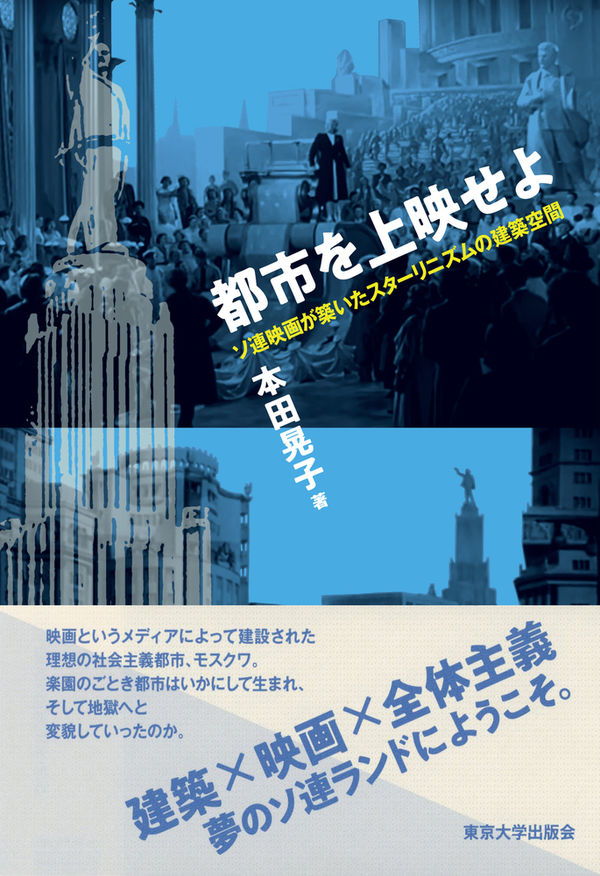 都市を上映せよ
ソ連映画が築いたスターリニズムの建築空間
本田晃子 著
映画というメディアによって建設された
理想の社会主義都市、モスクワ。
楽園のごとき都市はいかにして生まれ、
そして地獄へと
変貌していったのか。
建築×映画×全体主義
夢のソ連ランドにようこそ。
東京大学出版会